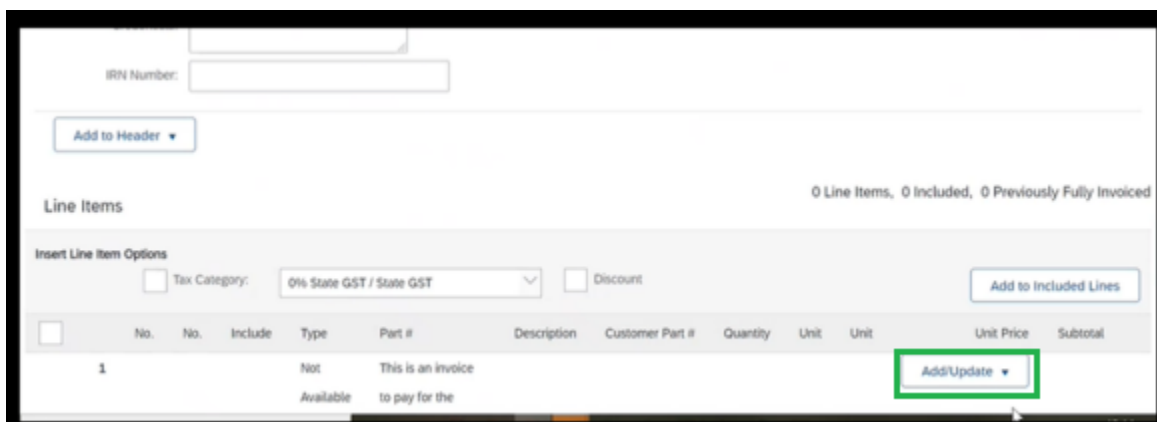 IRN Number:
Add to Header
0 Line Items, 0 Included, 0 Previously Fully Invoiced
Line Items
Insert Line Item Options
Tax Category: 0% State GST / State GST Discount Add to Included Lines
No. No. Include Type Part # Description Customer Part # Quantity Unit Unit Unit Price Subtotal
1 Not This is an invoice Add/Update
Available to pay for the